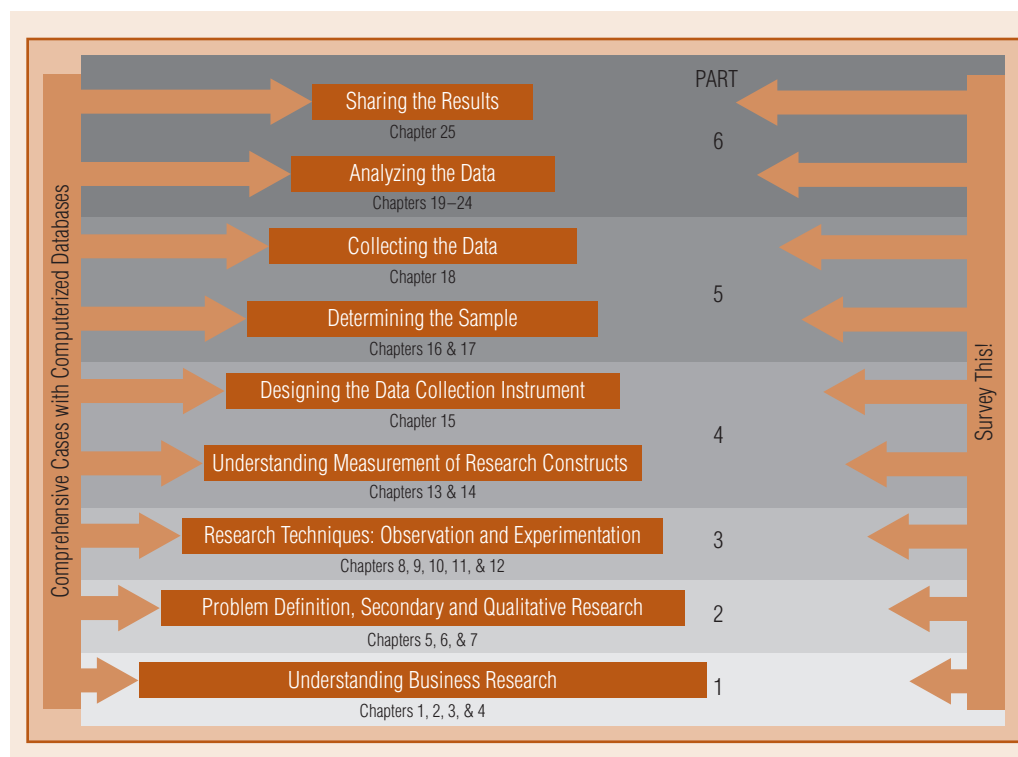 PART
Sharing the Results
Chapter 25
6
Analyzing the Data
Chapters 19–24
Collecting the Data
Chapter 18
5
Determining the Sample
Chapters 16 & 17
Designing the Data Collection Instrument
Chapter 15
4
Understanding Measurement of Research Constructs
Chapters 13 & 14
Research Techniques: Observation and Experimentation
3
Chapters 8, 9, 10, 11, & 12
Problem Definition, Secondary and Qualitative Research
2
Chapters 5, 6, & 7
Understanding Business Research
1
Chapters 1, 2, 3, & 4
Comprehensive Cases with Computerized Databases
Survey This!